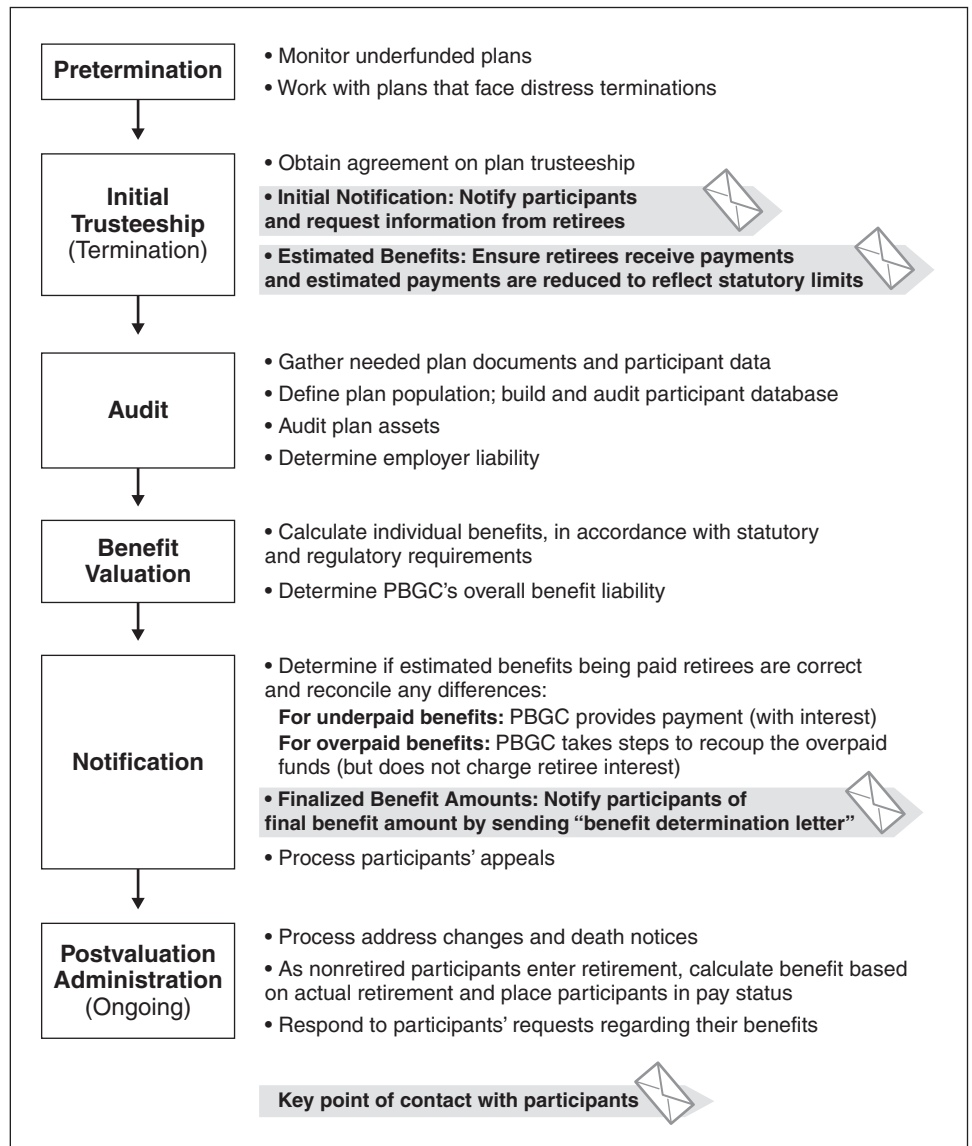 Pretermination
• Monitor underfunded plans
• Work with plans that face distress terminations
Initial
Trusteeship
(Termination)
• Obtain agreement on plan trusteeship
• Initial Notification: Notify participants
and request information from retirees
• Estimated Benefits: Ensure retirees receive payments
and estimated payments are reduced to reflect statutory limits
Audit
• Gather needed plan documents and participant data
• Define plan population; build and audit participant database
• Audit plan assets
• Determine employer liability
Benefit
Valuation
• Calculate individual benefits, in accordance with statutory
and regulatory requirements
• Determine PBGC’s overall benefit liability
Notification
• Determine if estimated benefits being paid retirees are correct
and reconcile any differences:
For underpaid benefits: PBGC provides payment (with interest)
For overpaid benefits: PBGC takes steps to recoup the overpaid
funds (but does not charge retiree interest)
• Finalized Benefit Amounts: Notify participants of
final benefit amount by sending “benefit determination letter”
• Process participants’ appeals
Postvaluation
Administration
(Ongoing)
• Process address changes and death notices
• As nonretired participants enter retirement, calculate benefit based
on actual retirement and place participants in pay status
• Respond to participants’ requests regarding their benefits
Key point of contact with participants